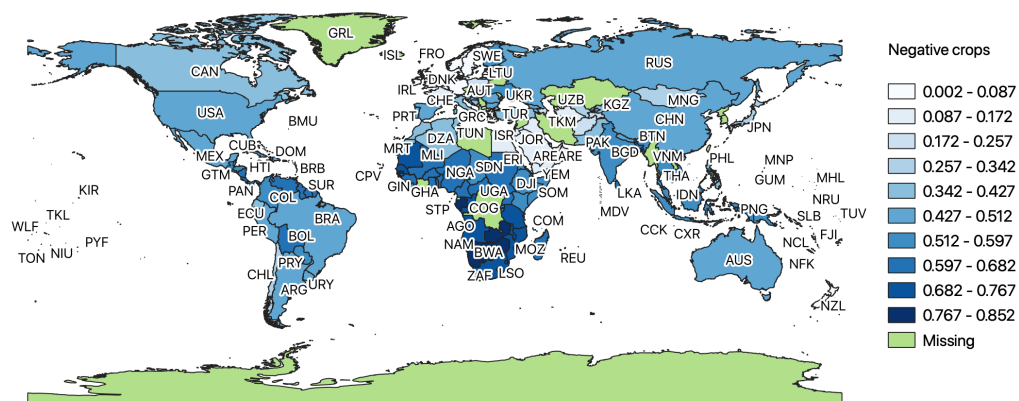 GRL
ISL FRO SWE RUS
CAN DNK LTU
IRL AUT UKR UZB KGZ MNG
USA CHE
BMU PRT GRC TUR TKM CHN
TUN ISR JOR BTN JPN
CUB DOM MRT DZA PAK BGD VNM
MEX HTI BRB MLI ERI ARE ARE PHL MNP
GTM CPV NGA SDN YEM THA GUM MHL
KIR PAN SUR GIN GHA DJI SOM LKA IDN NRU
COL UGA
TKL ECU STP COG MDV PNG SLB TUV
WLF BRA AGO COM CCK CXR FJI
PYF PER BOL NAM MOZ NCL
TON NIU BWA REU AUS NFK
CHL PRY ZAF LSO
ARG URY NZL
Negative crops
0.002 - 0.087
0.087 - 0.172
0.172 - 0.257
0.257 - 0.342
0.342 - 0.427
0.427 - 0.512
0.512 - 0.597
0.597 - 0.682
0.682 - 0.767
0.767 - 0.852
Missing